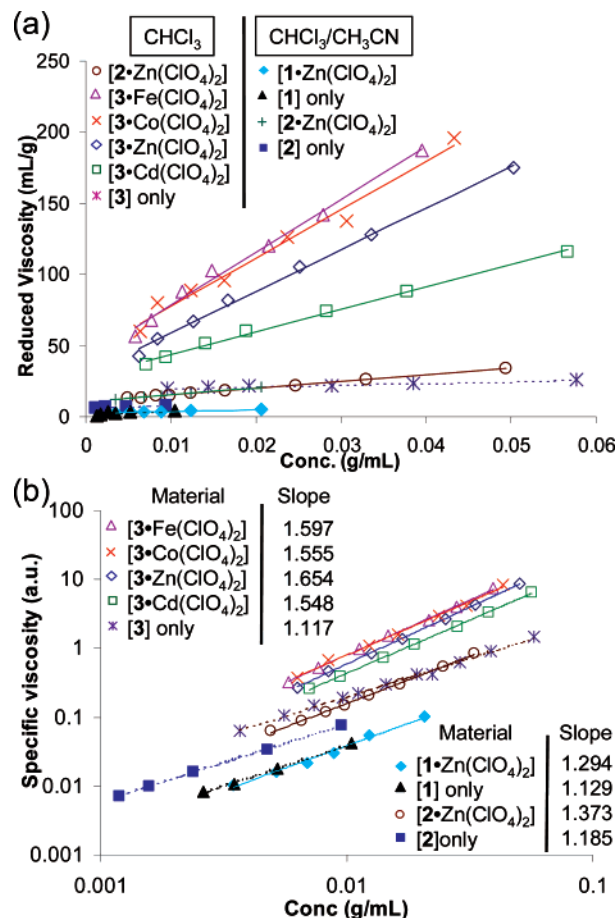 (a)
CHCl₃
CHCl₃/CH₃CN
[2•Zn(ClO₄)₂]
[3•Fe(ClO₄)₂]
[3•Co(ClO₄)₂]
[3•Zn(ClO₄)₂]
[3•Cd(ClO₄)₂]
[3] only
[1•Zn(ClO₄)₂]
[1] only
[2•Zn(ClO₄)₂]
[2] only
Reduced Viscosity (mL/g)
250
200
150
100
50
0
0 0.01 0.02 0.03 0.04 0.05 0.06
Conc. (g/mL)
(b)
Material Slope
[3•Fe(ClO₄)₂] 1.597
[3•Co(ClO₄)₂] 1.555
[3•Zn(ClO₄)₂] 1.654
[3•Cd(ClO₄)₂] 1.548
[3] only 1.117
Specific viscosity (a.u.)
100
10
1
0.1
0.01
0.001
Material Slope
[1•Zn(ClO₄)₂] 1.294
[1] only 1.129
[2•Zn(ClO₄)₂] 1.373
[2]only 1.185
0.001 0.01 0.1
Conc (g/mL)